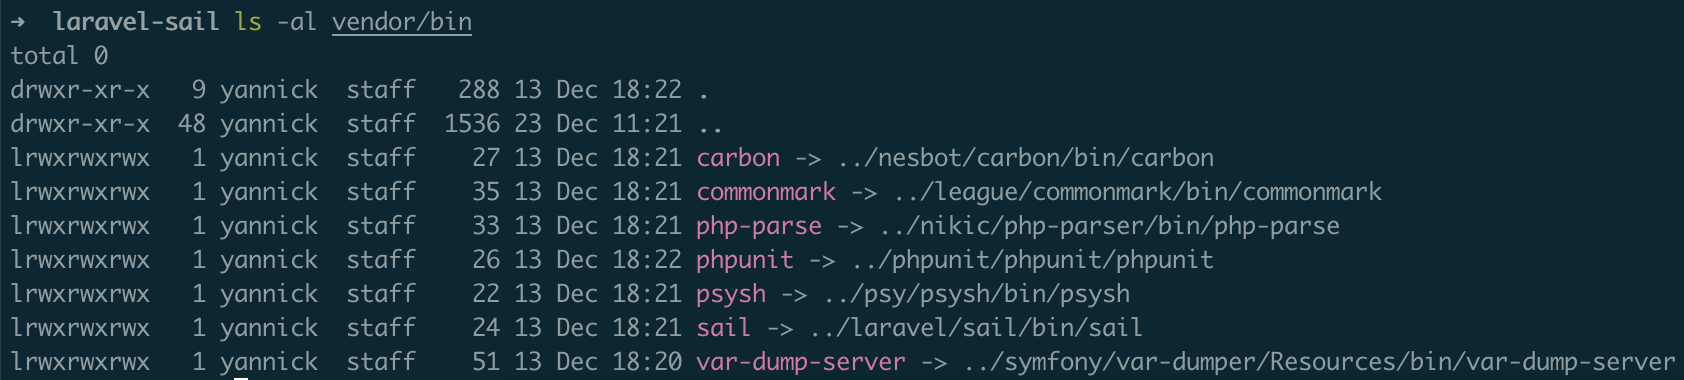 ➜  laravel-sail ls -al vendor/bin
total 0
drwxr-xr-x   9 yannick  staff   288 13 Dec 18:22 .
drwxr-xr-x  48 yannick  staff  1536 23 Dec 11:21 ..
lrwxrwxrwx   1 yannick  staff    27 13 Dec 18:21 carbon -> ../nesbot/carbon/bin/carbon
lrwxrwxrwx   1 yannick  staff    35 13 Dec 18:21 commonmark -> ../league/commonmark/bin/commonmark
lrwxrwxrwx   1 yannick  staff    33 13 Dec 18:21 php-parse -> ../nikic/php-parser/bin/php-parse
lrwxrwxrwx   1 yannick  staff    26 13 Dec 18:22 phpunit -> ../phpunit/phpunit/phpunit
lrwxrwxrwx   1 yannick  staff    22 13 Dec 18:21 psysh -> ../psy/psysh/bin/psysh
lrwxrwxrwx   1 yannick  staff    24 13 Dec 18:21 sail -> ../laravel/sail/bin/sail
lrwxrwxrwx   1 yannick  staff    51 13 Dec 18:20 var-dump-server -> ../symfony/var-dumper/Resources/bin/var-dump-server